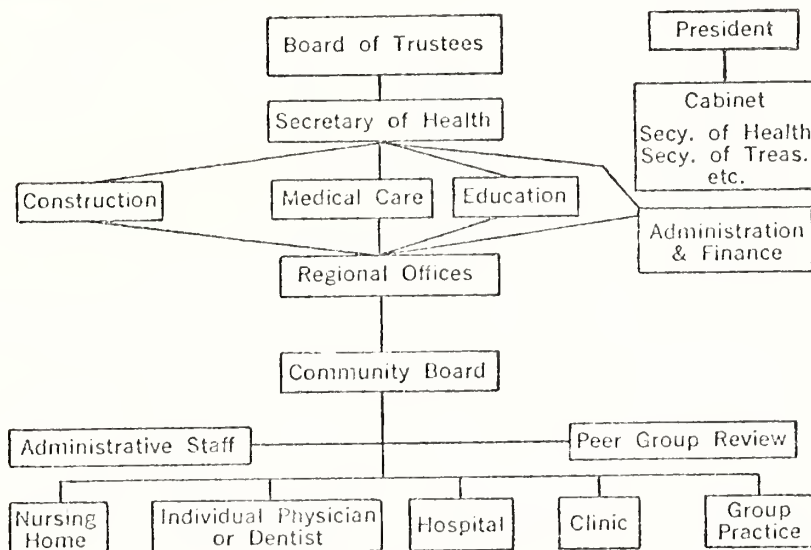 Board of Trustees
President
Secretary of Health
Cabinet
Secy. of Health
Secy. of Treas.
etc.
Construction
Medical Care
Education
Administration
& Finance
Regional Offices
Community Board
Administrative Staff
Peer Group Review
Nursing
Home
Individual Physician
or Dentist
Hospital
Clinic
Group
Practice